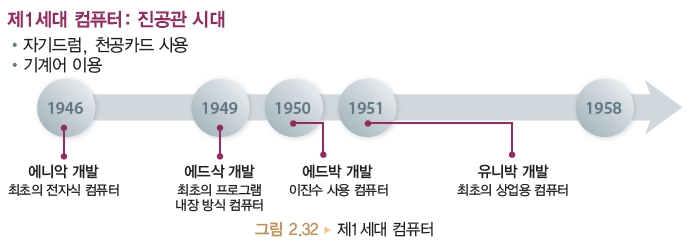 제1세대 컴퓨터: 진공관 시대
• 자기드럼, 천공카드 사용
• 기계어 이용
1946
1949
1950
1951
1958
에니악 개발
최초의 전자식 컴퓨터
에드삭 개발
최초의 프로그램
내장 방식 컴퓨터
에드박 개발
이진수 사용 컴퓨터
유니박 개발
최초의 상업용 컴퓨터
그림 2.32 ▶ 제1세대 컴퓨터